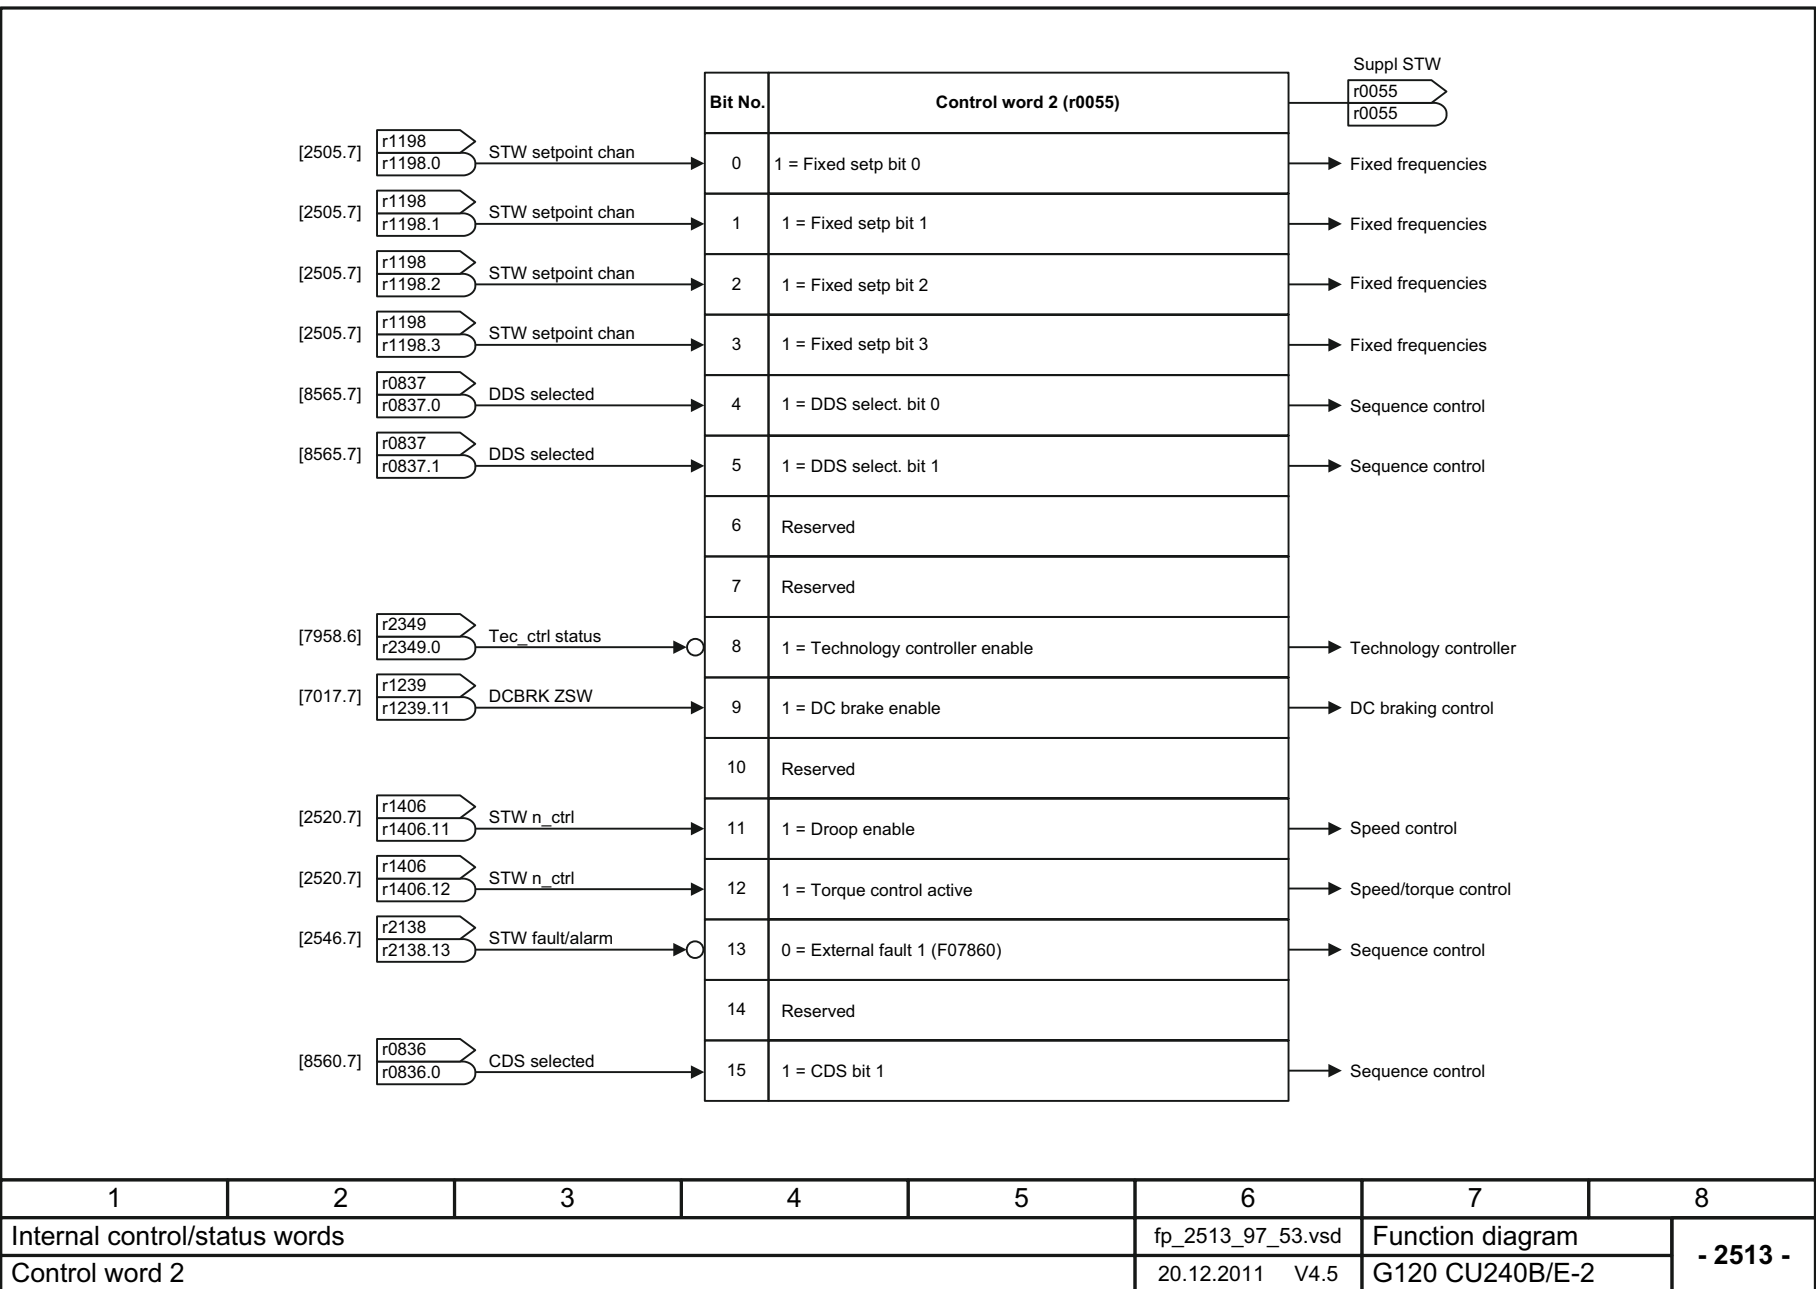 Suppl STW
r0055
r0055
Bit No. Control word 2 (r0055)
[2505.7] r1198 r1198.0 STW setpoint chan 0 1 = Fixed setp bit 0 Fixed frequencies
[2505.7] r1198 r1198.1 STW setpoint chan 1 1 = Fixed setp bit 1 Fixed frequencies
[2505.7] r1198 r1198.2 STW setpoint chan 2 1 = Fixed setp bit 2 Fixed frequencies
[2505.7] r1198 r1198.3 STW setpoint chan 3 1 = Fixed setp bit 3 Fixed frequencies
[8565.7] r0837 r0837.0 DDS selected 4 1 = DDS select. bit 0 Sequence control
[8565.7] r0837 r0837.1 DDS selected 5 1 = DDS select. bit 1 Sequence control
6 Reserved
7 Reserved
[7958.6] r2349 r2349.0 Tec_ctrl status 8 1 = Technology controller enable Technology controller
[7017.7] r1239 r1239.11 DCBRK ZSW 9 1 = DC brake enable DC braking control
10 Reserved
[2520.7] r1406 r1406.11 STW n_ctrl 11 1 = Droop enable Speed control
[2520.7] r1406 r1406.12 STW n_ctrl 12 1 = Torque control active Speed/torque control
[2546.7] r2138 r2138.13 STW fault/alarm 13 0 = External fault 1 (F07860) Sequence control
14 Reserved
[8560.7] r0836 r0836.0 CDS selected 15 1 = CDS bit 1 Sequence control
1 2 3 4 5 6 7 8
Internal control/status words fp_2513_97_53.vsd Function diagram
- 2513 -
Control word 2 20.12.2011 V4.5 G120 CU240B/E-2